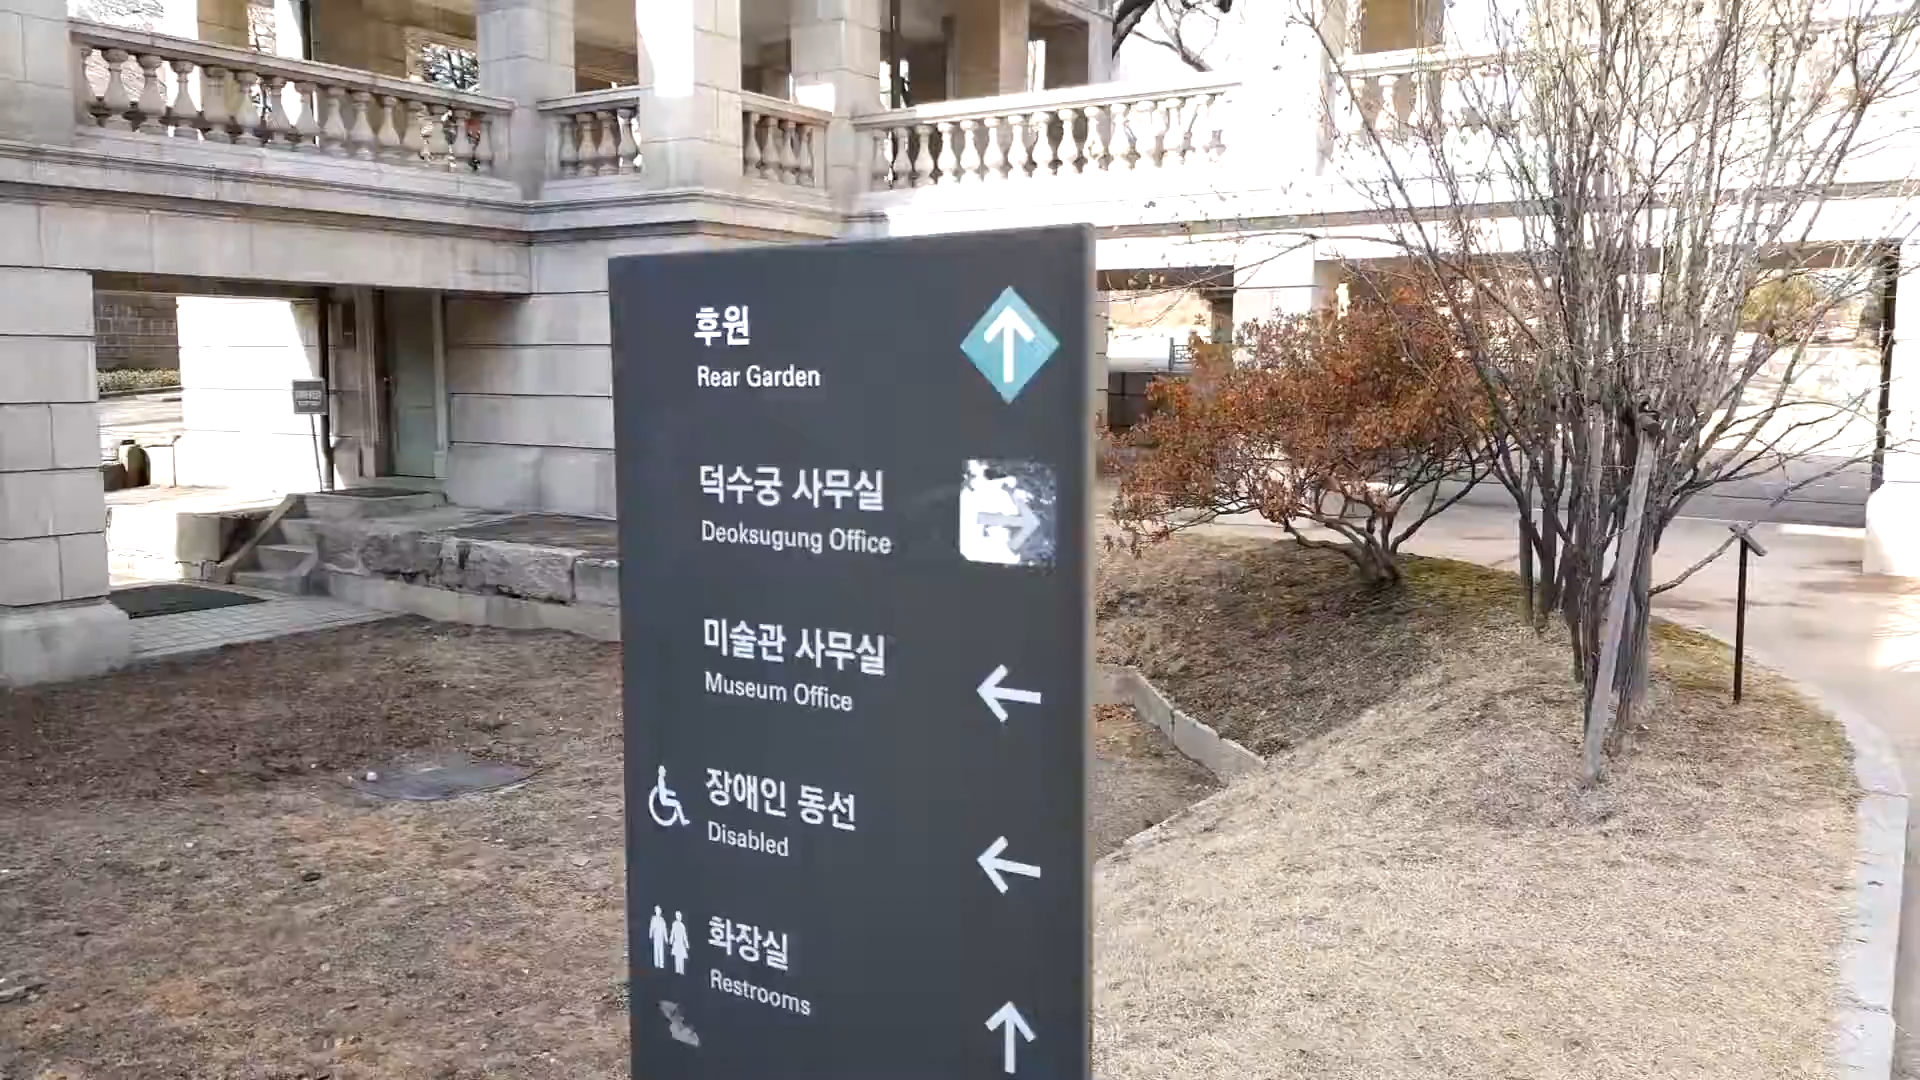 후원
Rear Garden
덕수궁 사무실
Deoksugung Office
미술관 사무실
Museum Office
장애인 동선
Disabled
화장실
Restrooms